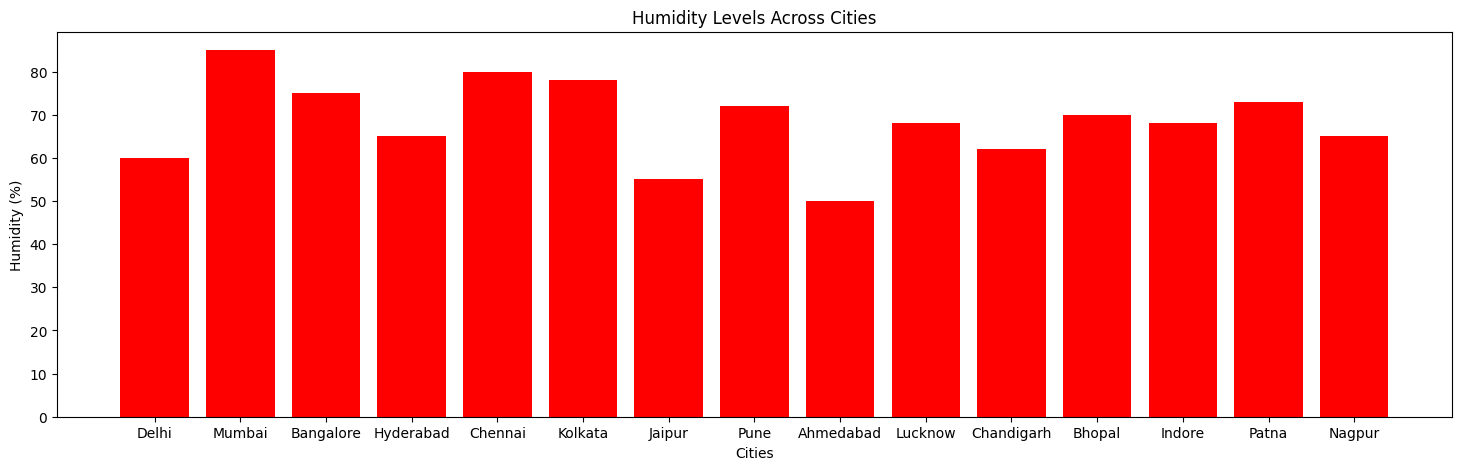 Humidity Levels Across Cities
Humidity (%)
80
70
60
50
40
30
20
10
0
Delhi Mumbai Bangalore Hyderabad Chennai Kolkata Jaipur Pune Ahmedabad Lucknow Chandigarh Bhopal Indore Patna Nagpur
Cities